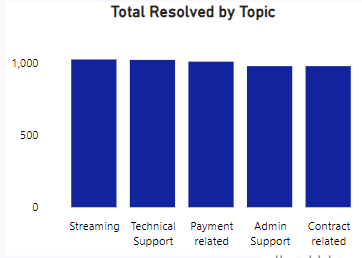 Total Resolved by Topic
1,000
500
0
Streaming Technical Payment Admin Contract
Support related Support related